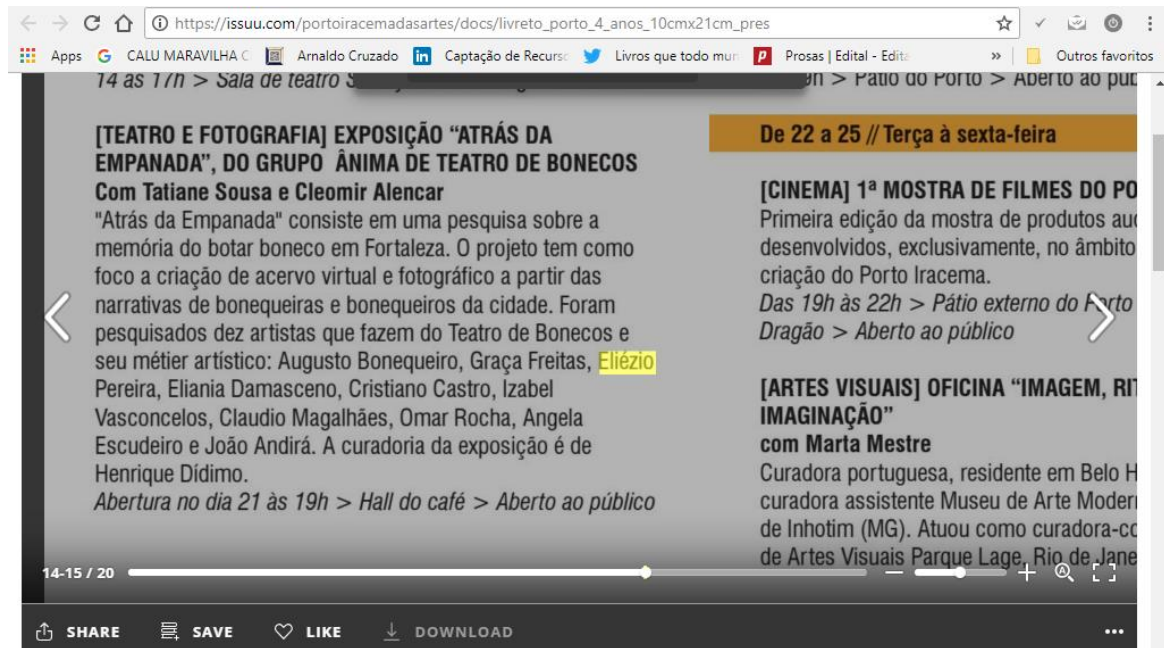 https://issuu.com/portoiracemadasartes/docs/livreto_porto_4_anos_10cmx21cm_pres
Apps CALU MARAVILHA C Arnaldo Cruzado Captação de Recurso Livros que todo mun Prosas | Edital - Edita » Outros favoritos
14 às 17h > Sala de teatro
[TEATRO E FOTOGRAFIA] EXPOSIÇÃO "ATRÁS DA
EMPANADA", DO GRUPO ÂNIMA DE TEATRO DE BONECOS
Com Tatiane Sousa e Cleomir Alencar
"Atrás da Empanada" consiste em uma pesquisa sobre a
memória do botar boneco em Fortaleza. O projeto tem como
foco a criação de acervo virtual e fotográfico a partir das
narrativas de bonequeiras e bonequeiros da cidade. Foram
pesquisados dez artistas que fazem do Teatro de Bonecos e
seu métier artístico: Augusto Bonequeiro, Graça Freitas, Eliézio
Pereira, Eliania Damasceno, Cristiano Castro, Izabel
Vasconcelos, Claudio Magalhães, Omar Rocha, Angela
Escudeiro e João Andirá. A curadoria da exposição é de
Henrique Dídimo.
Abertura no dia 21 às 19h > Hall do café > Aberto ao público
> Pátio do Porto > Aberto ao púb
De 22 a 25 // Terça à sexta-feira
[CINEMA] 1ª MOSTRA DE FILMES DO PO
Primeira edição da mostra de produtos aud
desenvolvidos, exclusivamente, no âmbito
criação do Porto Iracema.
Das 19h às 22h > Pátio externo do Porto
Dragão > Aberto ao público
[ARTES VISUAIS] OFICINA "IMAGEM, RIT
IMAGINAÇÃO"
com Marta Mestre
Curadora portuguesa, residente em Belo H
curadora assistente Museu de Arte Modern
de Inhotim (MG). Atuou como curadora-co
de Artes Visuais Parque Lage, Rio de Jane
14-15 / 20
SHARE SAVE LIKE DOWNLOAD